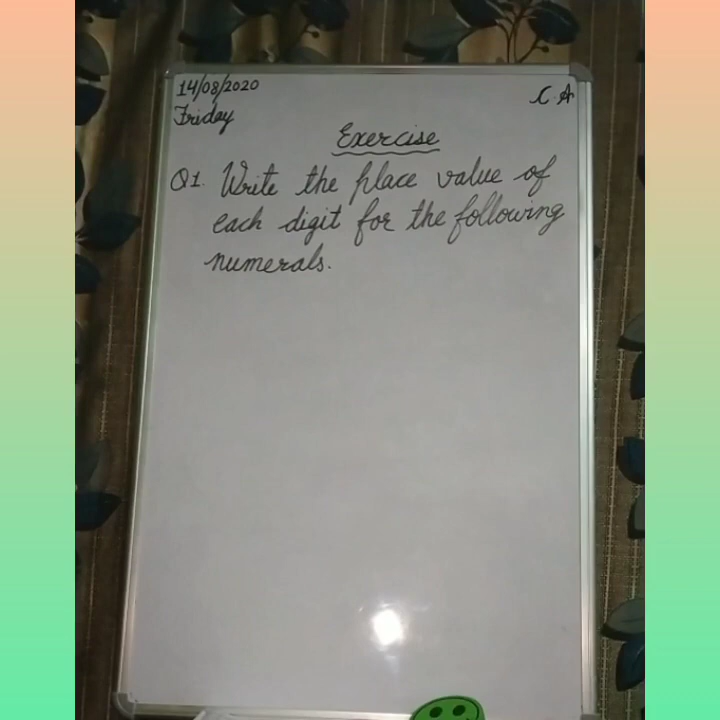 14/08/2020
C.A
Friday
Exercise
Q1. Write the place value of
each digit for the following
numerals.